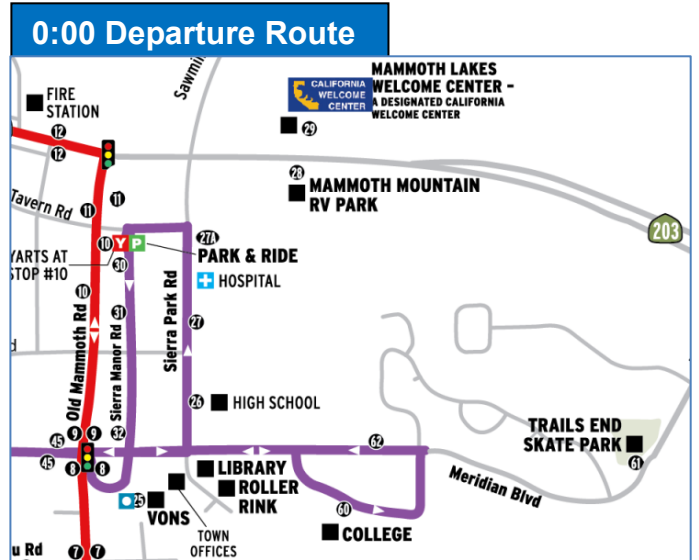 0:00 Departure Route
Sawmi
MAMMOTH LAKES
WELCOME CENTER –
A DESIGNATED CALIFORNIA
WELCOME CENTER
CALIFORNIA
WELCOME
CENTER
FIRE
STATION
12
12
29
28
MAMMOTH MOUNTAIN
RV PARK
Tavern Rd
11
11
203
27A
10
Y
P
PARK & RIDE
YARTS AT
STOP #10
30
HOSPITAL
10
31
27
Old Mammoth Rd
Sierra Manor Rd
Sierra Park Rd
d
26
HIGH SCHOOL
9
9
32
45
45
8
8
62
TRAILS END
SKATE PARK
61
Meridian Blvd
LIBRARY
ROLLER
RINK
25
VONS
TOWN
OFFICES
60
COLLEGE
u Rd
7
7